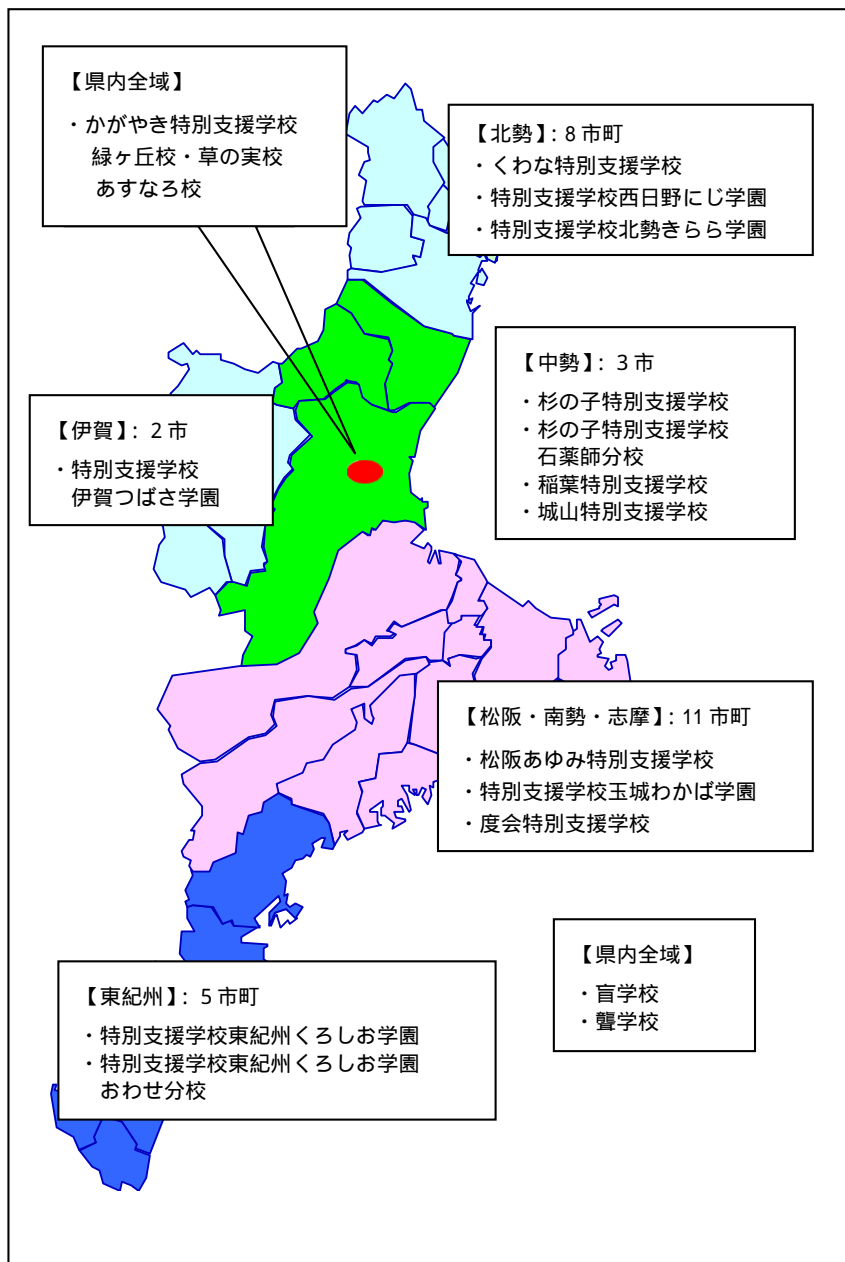 【県内全域】
・かがやき特別支援学校
緑ヶ丘校・草の実校
あすなろ校
【北勢】：8市町
・くわな特別支援学校
・特別支援学校西日野にじ学園
・特別支援学校北勢きらら学園
【中勢】：3市
・杉の子特別支援学校
・杉の子特別支援学校
石薬師分校
・稲葉特別支援学校
・城山特別支援学校
【伊賀】：2市
・特別支援学校
伊賀つばさ学園
【松阪・南勢・志摩】：11市町
・松阪あゆみ特別支援学校
・特別支援学校玉城わかば学園
・度会特別支援学校
【県内全域】
・盲学校
・聾学校
【東紀州】：5市町
・特別支援学校東紀州くろしお学園
・特別支援学校東紀州くろしお学園
おわせ分校